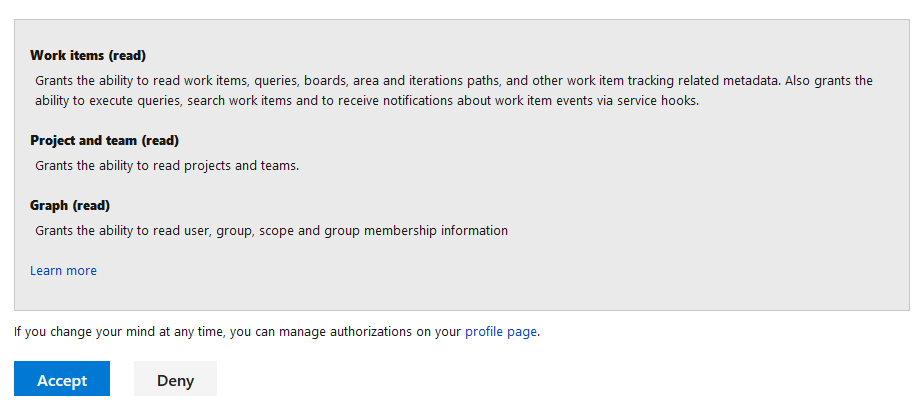 Work items (read)
Grants the ability to read work items, queries, boards, area and iterations paths, and other work item tracking related metadata. Also grants the
ability to execute queries, search work items and to receive notifications about work item events via service hooks.
Project and team (read)
Grants the ability to read projects and teams.
Graph (read)
Grants the ability to read user, group, scope and group membership information
Learn more
If you change your mind at any time, you can manage authorizations on your profile page.
Accept Deny